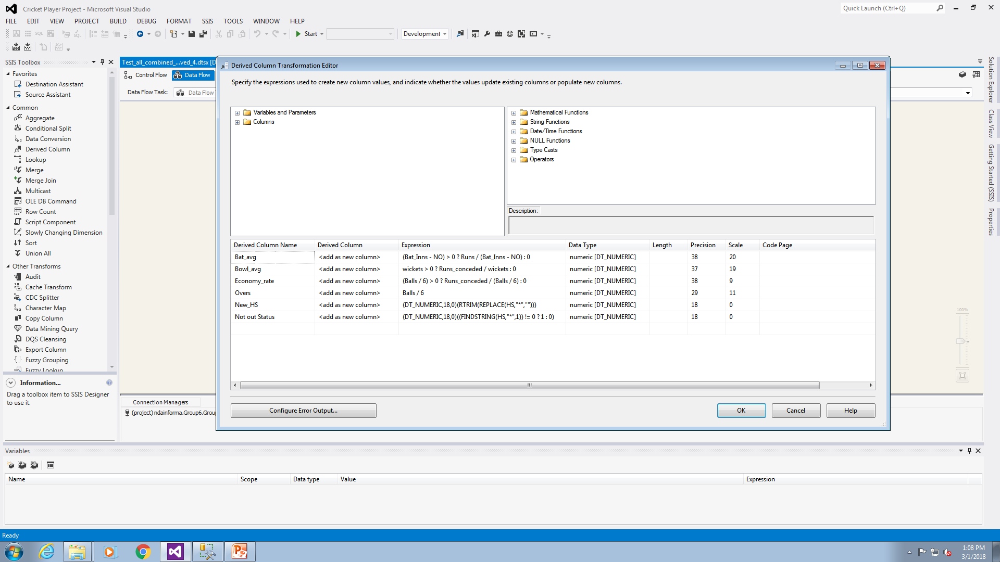 Cricket Player Project - Microsoft Visual Studio
Quick Launch (Ctrl+Q)
FILE EDIT VIEW PROJECT BUILD DEBUG FORMAT SSIS TOOLS WINDOW HELP
Start
Development
SSIS Toolbox
Favorites
Destination Assistant
Source Assistant
Common
Aggregate
Conditional Split
Data Conversion
Derived Column
Lookup
Merge
Merge Join
Multicast
OLE DB Command
Row Count
Script Component
Slowly Changing Dimension
Sort
Union All
Other Transforms
Audit
Cache Transform
CDC Splitter
Character Map
Copy Column
Data Mining Query
DQS Cleansing
Export Column
Fuzzy Grouping
Fuzzy Lookup
Information...
Drag a toolbox item to SSIS Designer
to use it.
Test_all_combined_...ved_4.dtsx [D
Control Flow
Data Flow
Data Flow Task:
Data Flow
Derived Column Transformation Editor
Specify the expressions used to create new column values, and indicate whether the values update existing columns or populate new columns.
Variables and Parameters
Columns
Mathematical Functions
String Functions
Date/Time Functions
NULL Functions
Type Casts
Operators
Description:
Derived Column Name Derived Column Expression Data Type Length Precision Scale Code Page
Bat_avg <add as new column> (Bat_Inns - NO) > 0 ? Runs / (Bat_Inns - NO) : 0 numeric [DT_NUMERIC] 38 20
Bowl_avg <add as new column> wickets > 0 ? Runs_conceded / wickets : 0 numeric [DT_NUMERIC] 37 19
Economy_rate <add as new column> (Balls / 6) > 0 ? Runs_conceded / (Balls / 6) : 0 numeric [DT_NUMERIC] 38 9
Overs <add as new column> Balls / 6 numeric [DT_NUMERIC] 29 11
New_HS <add as new column> (DT_NUMERIC,18,0)(RTRIM(REPLACE(HS,"*",""))) numeric [DT_NUMERIC] 18 0
Not out Status <add as new column> (DT_NUMERIC,18,0)((FINDSTRING(HS,"*",1)) != 0 ? 1 : 0) numeric [DT_NUMERIC] 18 0
Configure Error Output...
OK
Cancel
Help
Solution Explorer
Class View
Getting Started (SSIS)
Properties
100%
Connection Managers
(project) ndainforma.Group6.Grou
Variables
Name Scope Data type Value Expression
Ready
1:08 PM
3/1/2018